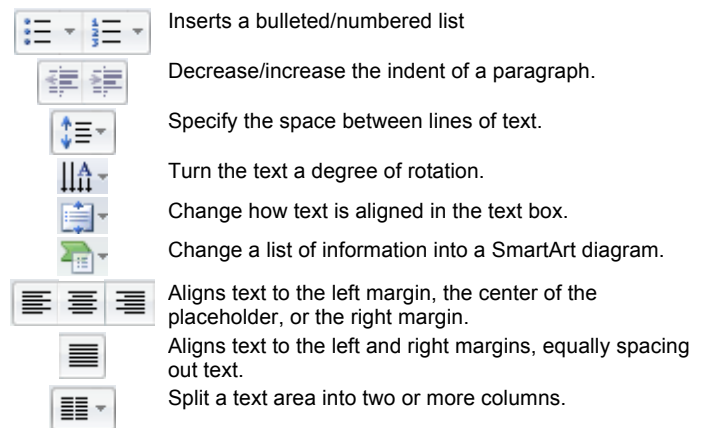 Inserts a bulleted/numbered list
Decrease/increase the indent of a paragraph.
Specify the space between lines of text.
Turn the text a degree of rotation.
Change how text is aligned in the text box.
Change a list of information into a SmartArt diagram.
Aligns text to the left margin, the center of the
placeholder, or the right margin.
Aligns text to the left and right margins, equally spacing
out text.
Split a text area into two or more columns.